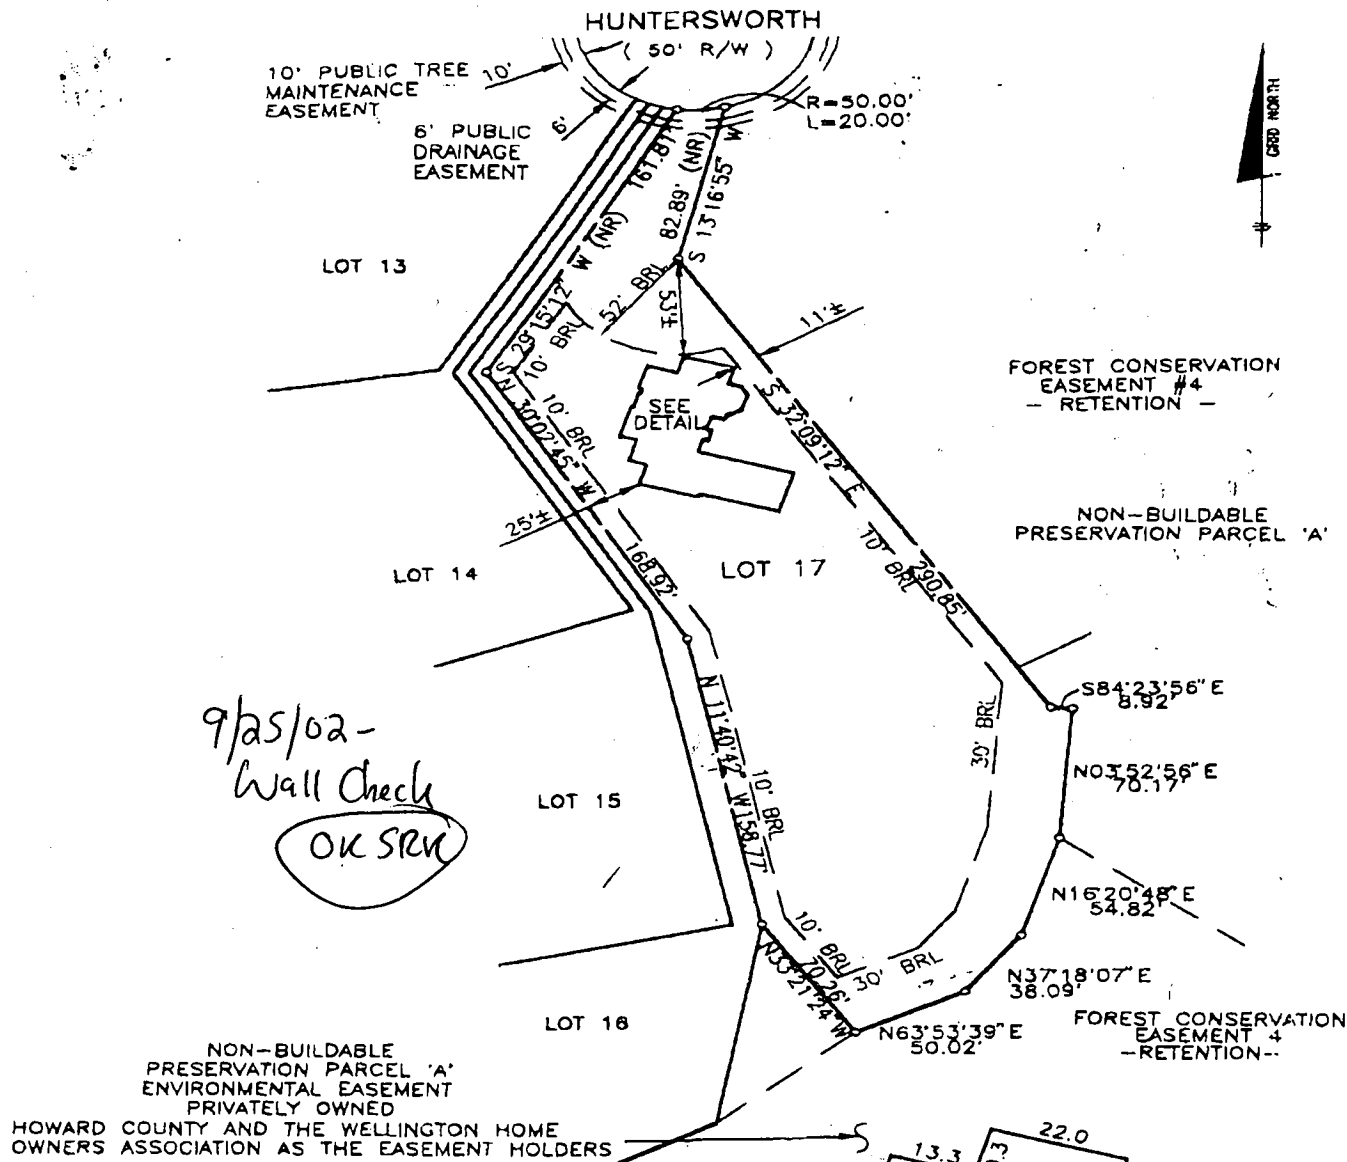 HUNTERSWORTH
( 50' R/W )
10' PUBLIC TREE
MAINTENANCE
EASEMENT
10'
6' PUBLIC
DRAINAGE
EASEMENT
6'
R=50.00'
L=20.00'
GRID NORTH
161.81'
S 29°15'12" W (NR)
82.89' (NR)
S 13°16'55" W
LOT 13
52' BRL
53'±
10' BRL
11'±
FOREST CONSERVATION
EASEMENT #4
- RETENTION -
SEE
DETAIL
10' BRL
N 30°02'45" W
168.92'
S 32°09'12" E
290.85'
10' BRL
25'±
NON-BUILDABLE
PRESERVATION PARCEL 'A'
LOT 14
LOT 17
S84°23'56" E
8.92'
30' BRL
N03°52'56" E
70.17'
N 11°40'42" W 158.77'
10' BRL
9/25/02-
Wall Check
OK SRK
LOT 15
N16°20'48" E
54.82'
10' BRL
30' BRL
N33°21'24" W
70.26'
N37°18'07" E
38.09'
LOT 16
N63°53'39" E
50.02'
FOREST CONSERVATION
EASEMENT 4
-RETENTION--
NON-BUILDABLE
PRESERVATION PARCEL 'A'
ENVIRONMENTAL EASEMENT
PRIVATELY OWNED
HOWARD COUNTY AND THE WELLINGTON HOME
OWNERS ASSOCIATION AS THE EASEMENT HOLDERS
13.3
22.0